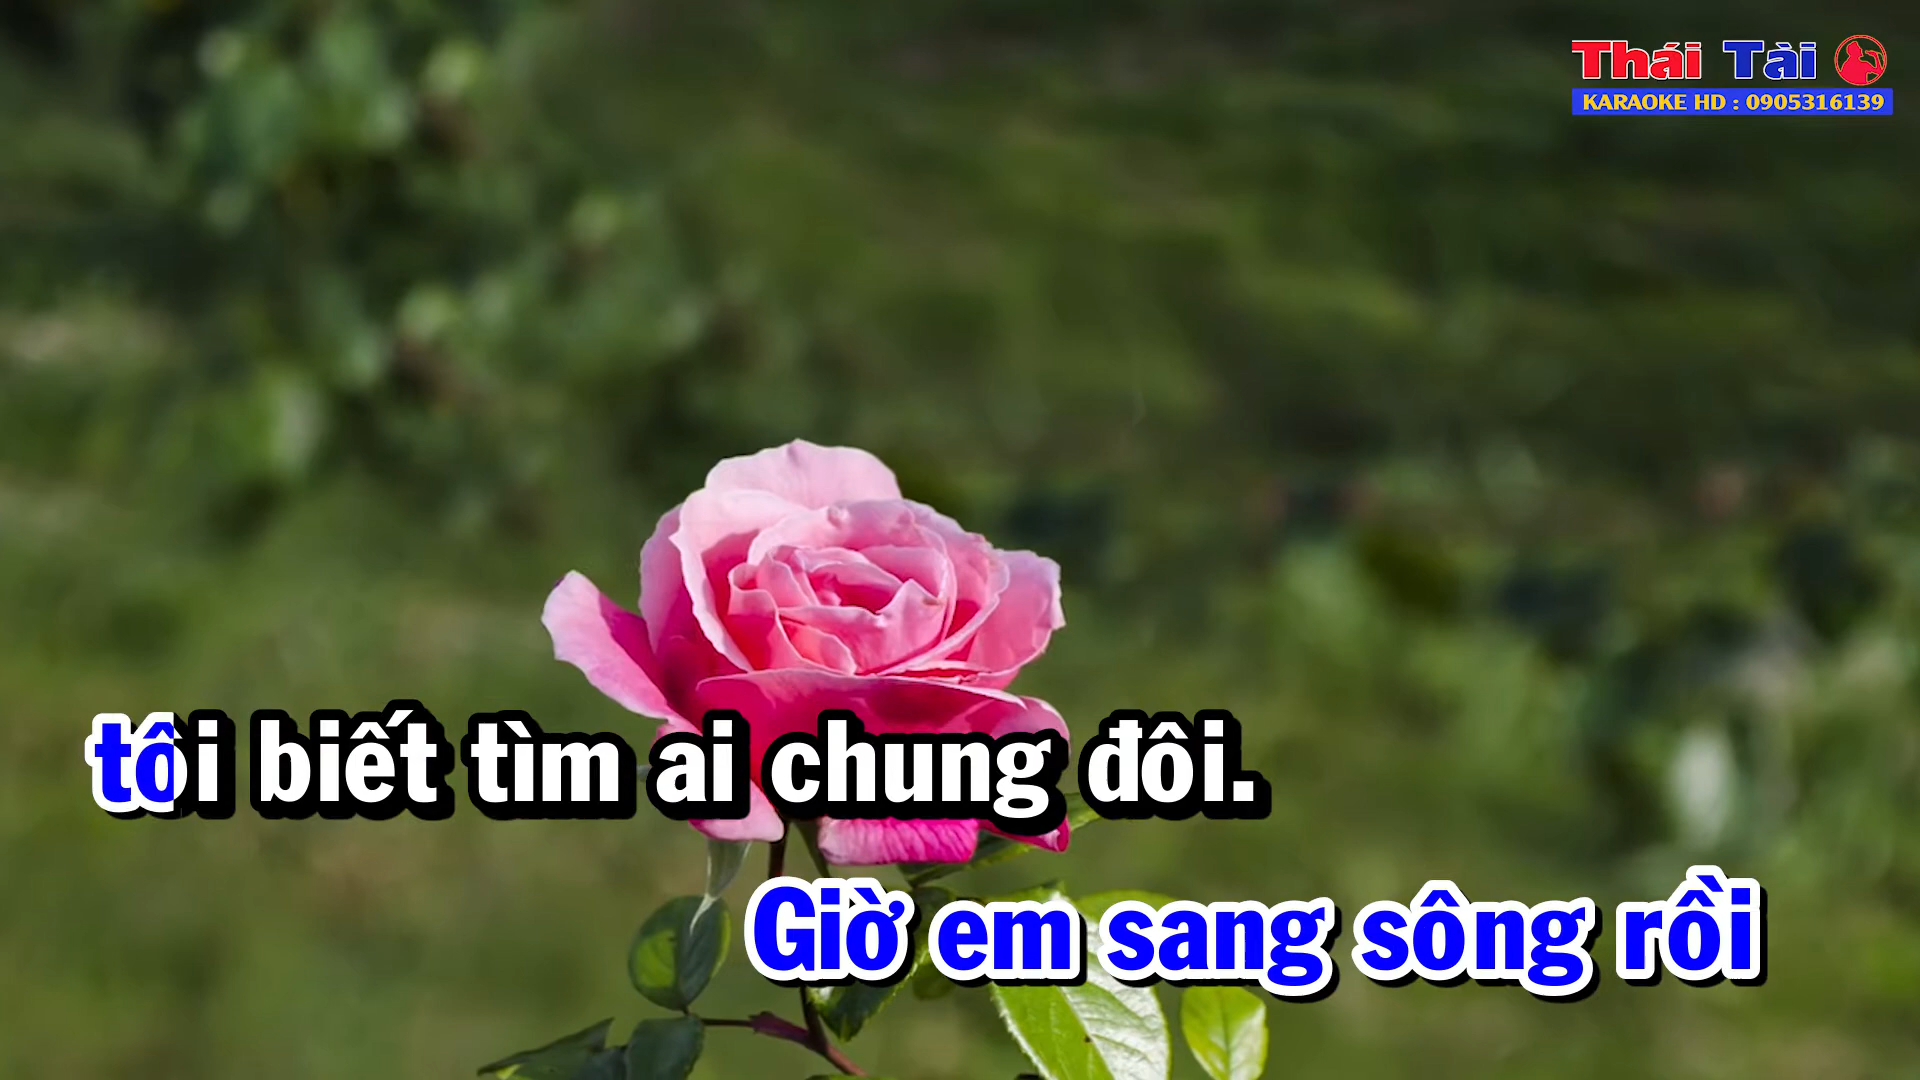 Thái Tài
KARAOKE HD : 0905316139
tôi biết tìm ai chung đôi.
Giờ em sang sông rồi